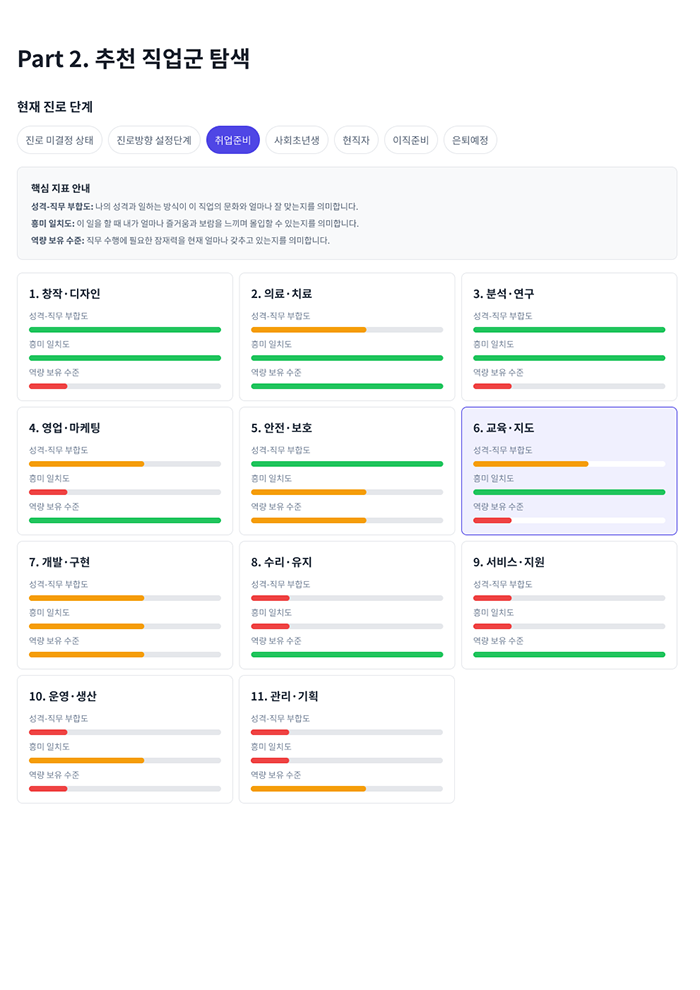 Part 2. 추천 직업군 탐색
현재 진로 단계
진로 미결정 상태 진로방향 설정단계 취업준비 사회초년생 현직자 이직준비 은퇴예정
핵심 지표 안내
성격-직무 부합도: 나의 성격과 일하는 방식이 이 직업의 문화와 얼마나 잘 맞는지를 의미합니다.
흥미 일치도: 이 일을 할 때 내가 얼마나 즐거움과 보람을 느끼며 몰입할 수 있는지를 의미합니다.
역량 보유 수준: 직무 수행에 필요한 잠재력을 현재 얼마나 갖추고 있는지를 의미합니다.
1. 창작·디자인
성격-직무 부합도
흥미 일치도
역량 보유 수준
2. 의료·치료
성격-직무 부합도
흥미 일치도
역량 보유 수준
3. 분석·연구
성격-직무 부합도
흥미 일치도
역량 보유 수준
4. 영업·마케팅
성격-직무 부합도
흥미 일치도
역량 보유 수준
5. 안전·보호
성격-직무 부합도
흥미 일치도
역량 보유 수준
6. 교육·지도
성격-직무 부합도
흥미 일치도
역량 보유 수준
7. 개발·구현
성격-직무 부합도
흥미 일치도
역량 보유 수준
8. 수리·유지
성격-직무 부합도
흥미 일치도
역량 보유 수준
9. 서비스·지원
성격-직무 부합도
흥미 일치도
역량 보유 수준
10. 운영·생산
성격-직무 부합도
흥미 일치도
역량 보유 수준
11. 관리·기획
성격-직무 부합도
흥미 일치도
역량 보유 수준